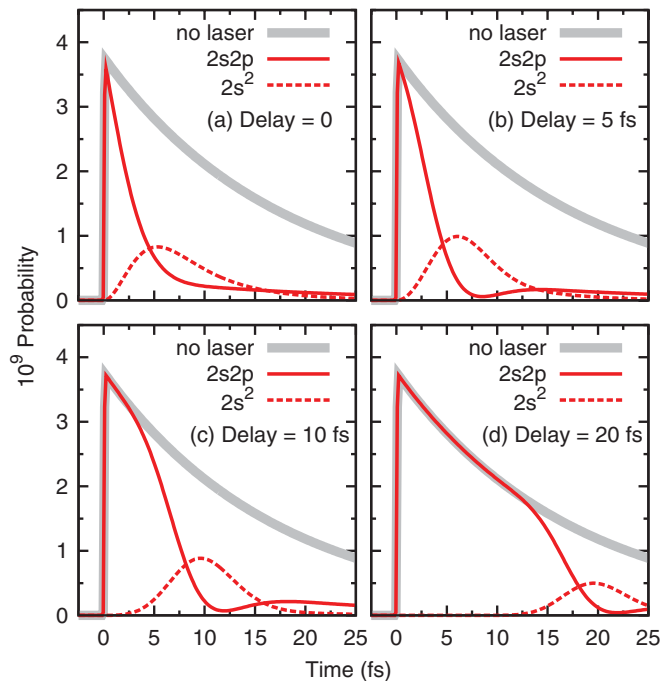 10⁹ Probability
4
3
2
1
0
no laser
2s2p
2s²
(a) Delay = 0
no laser
2s2p
2s²
(b) Delay = 5 fs
4
3
2
1
0
no laser
2s2p
2s²
(c) Delay = 10 fs
no laser
2s2p
2s²
(d) Delay = 20 fs
0 5 10 15 20 25
0 5 10 15 20 25
Time (fs)